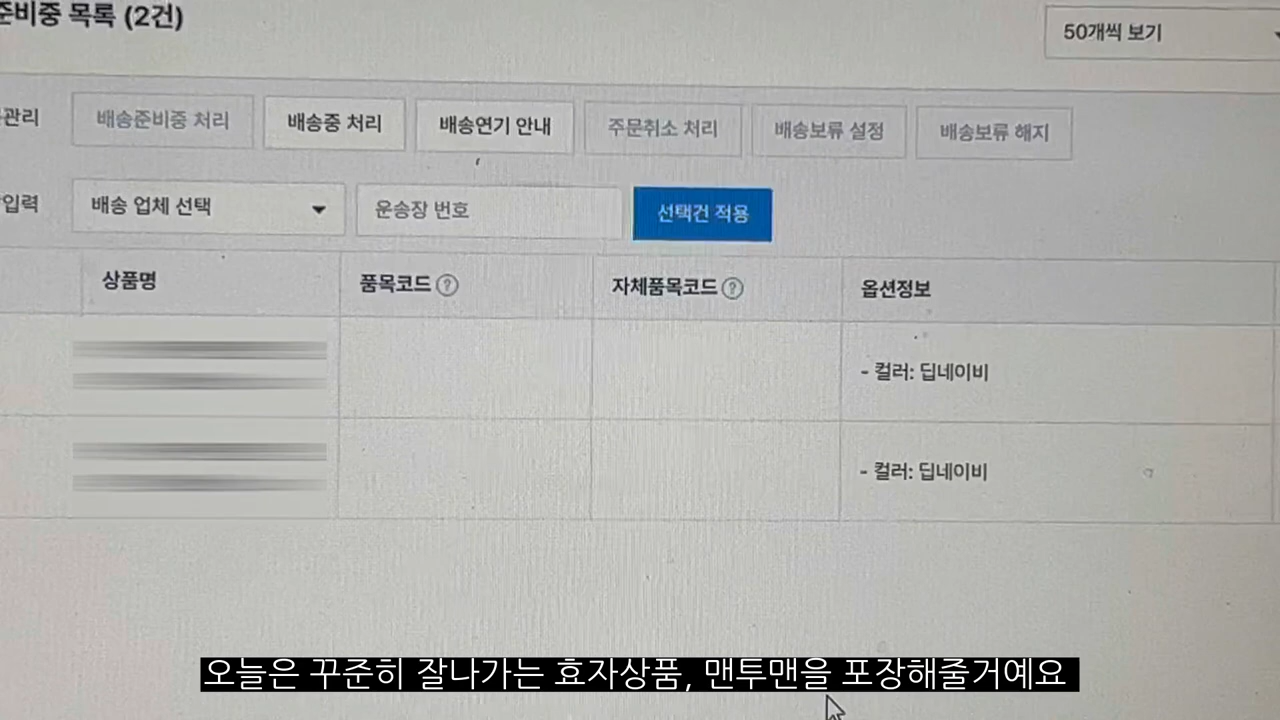 준비중 목록 (2건)
50개씩 보기
관리
배송준비중 처리
배송중 처리
배송연기 안내
주문취소 처리
배송보류 설정
배송보류 해지
입력
배송 업체 선택
운송장 번호
선택건 적용
상품명
품목코드 ?
자체품목코드 ?
옵션정보
- 컬러: 딥네이비
- 컬러: 딥네이비
오늘은 꾸준히 잘나가는 효자상품, 맨투맨을 포장해줄거예요